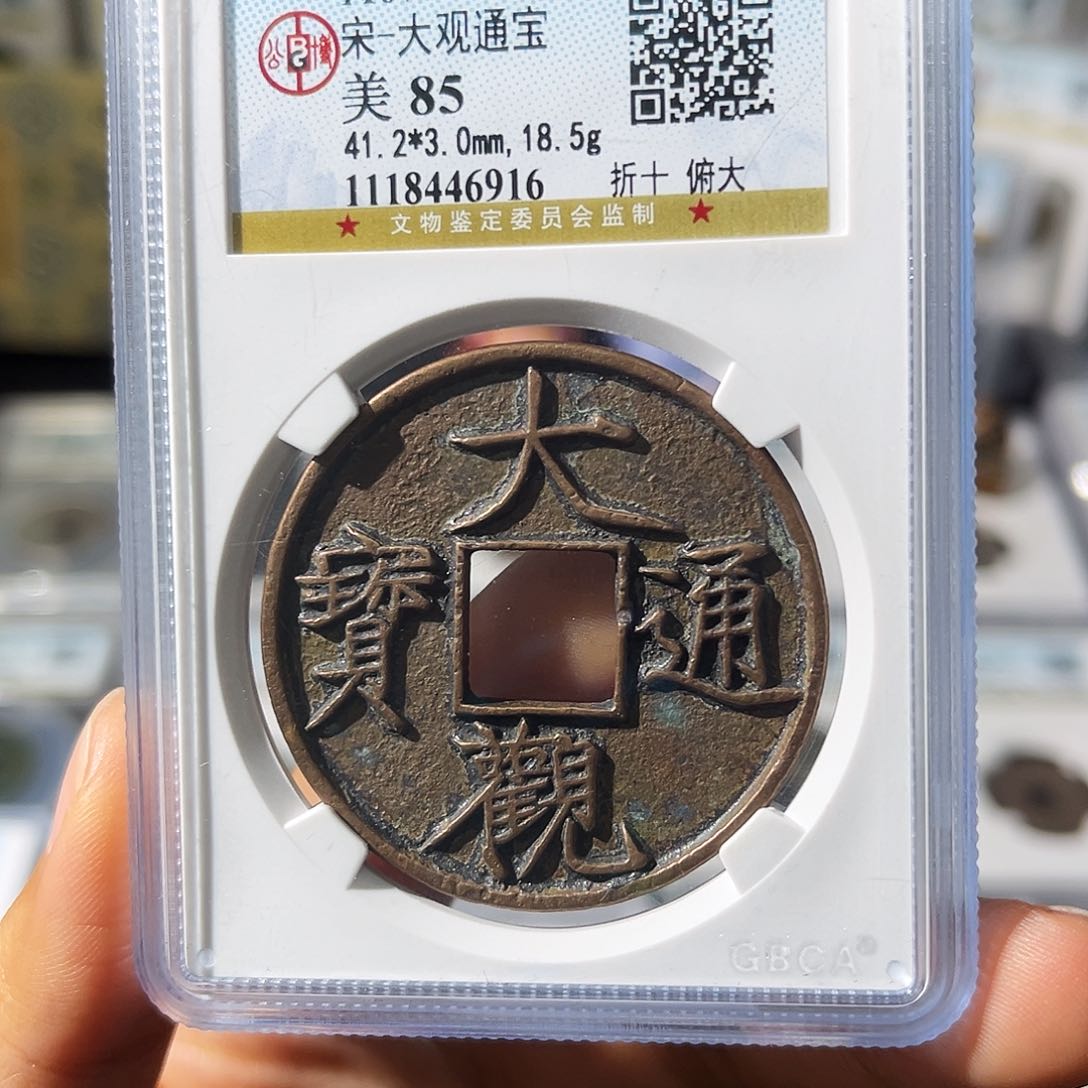 宋-大观通宝
美 85
41.2*3.0mm, 18.5g
1118446916 折十 俯大
★ 文物鉴定委员会监制 ★
大觀通寶
GBCA®